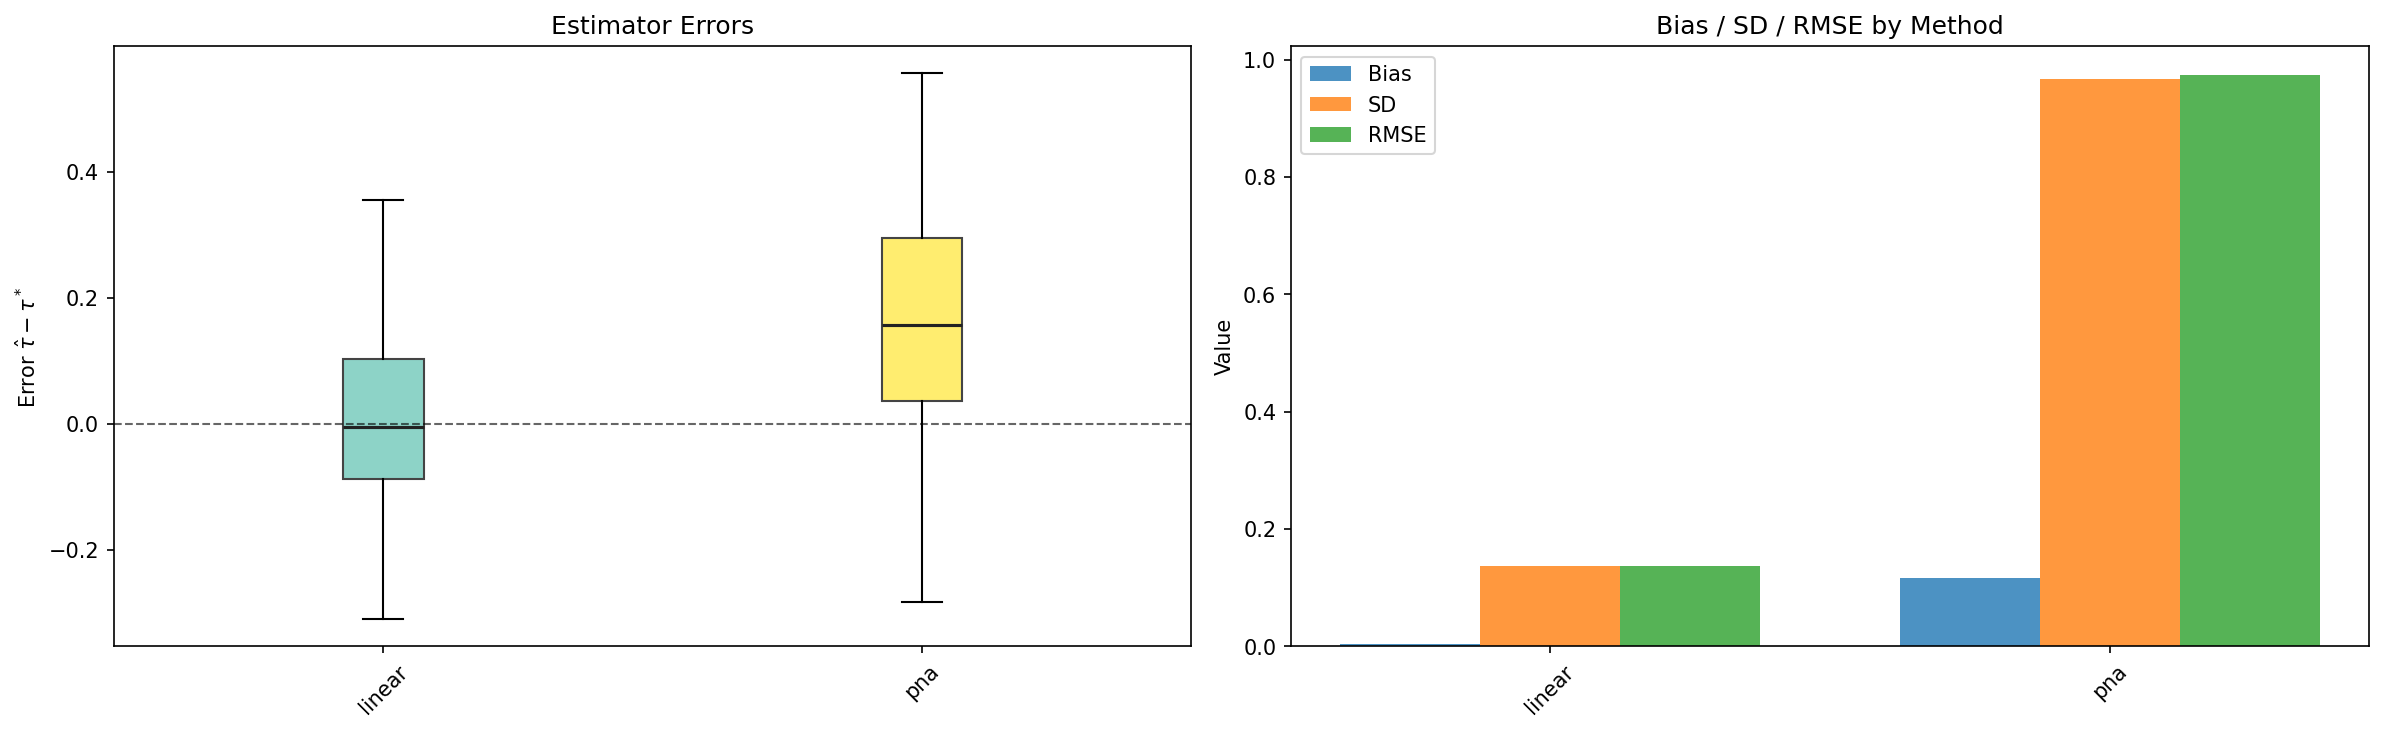 Estimator Errors
Error τ̂ − τ*
0.4
0.2
0.0
−0.2
linear
pna
Bias / SD / RMSE by Method
Value
1.0
0.8
0.6
0.4
0.2
0.0
Bias
SD
RMSE
linear
pna